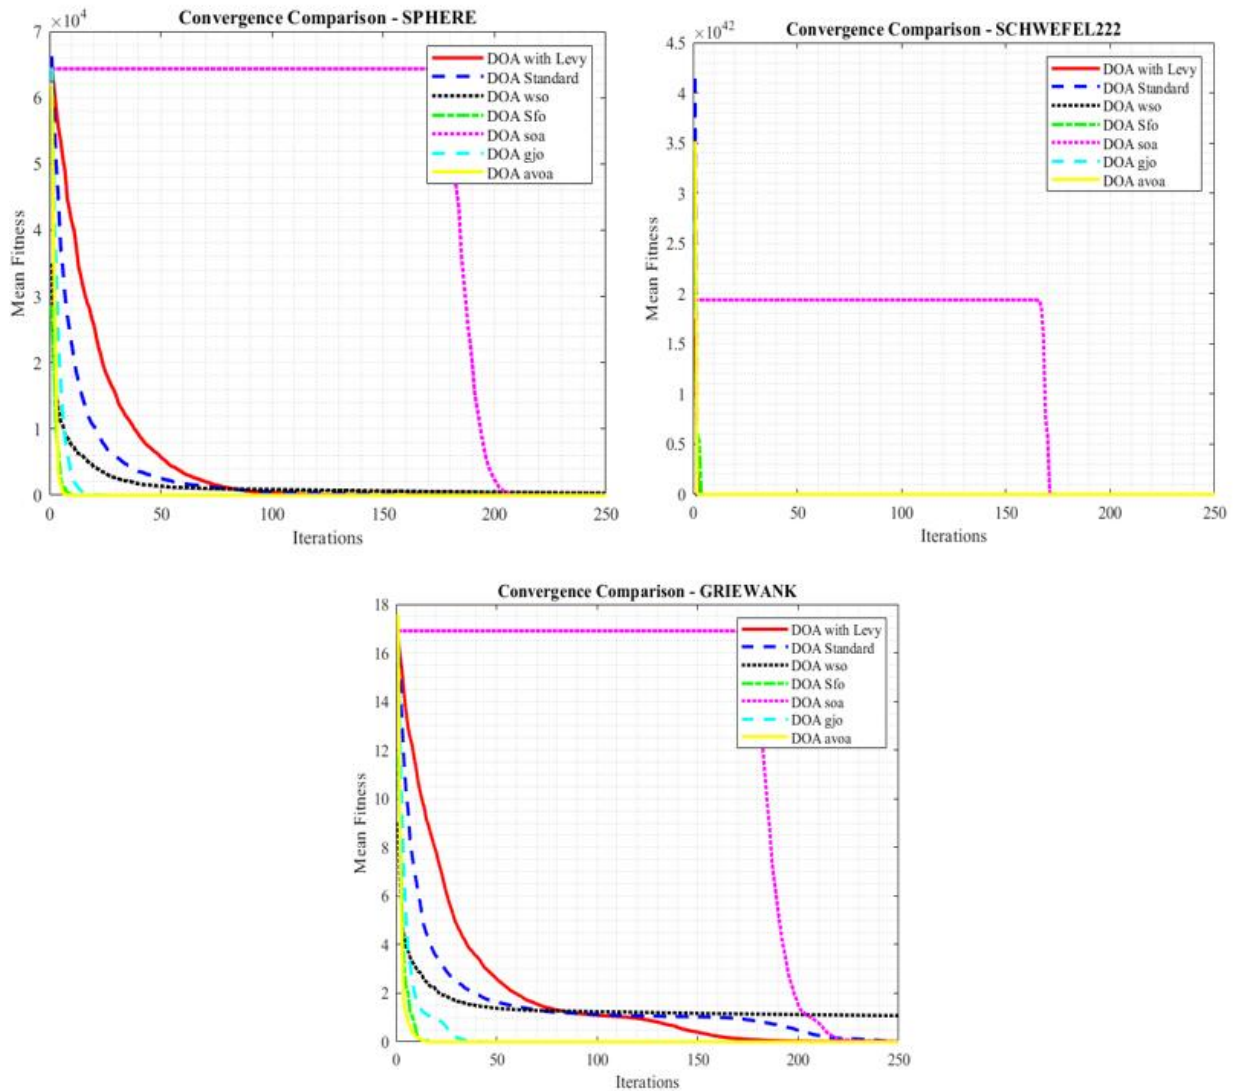 Convergence Comparison - SPHERE
×10⁴
7
6
5
4
3
2
1
0
Mean Fitness
0 50 100 150 200 250
Iterations
DOA with Levy
DOA Standard
DOA wso
DOA Sfo
DOA soa
DOA gjo
DOA avoa
Convergence Comparison - SCHWEFEL222
×10⁴²
4.5
4
3.5
3
2.5
2
1.5
1
0.5
0
Mean Fitness
0 50 100 150 200 250
Iterations
DOA with Levy
DOA Standard
DOA wso
DOA Sfo
DOA soa
DOA gjo
DOA avoa
Convergence Comparison - GRIEWANK
18
16
14
12
10
8
6
4
2
0
Mean Fitness
0 50 100 150 200 250
Iterations
DOA with Levy
DOA Standard
DOA wso
DOA Sfo
DOA soa
DOA gjo
DOA avoa